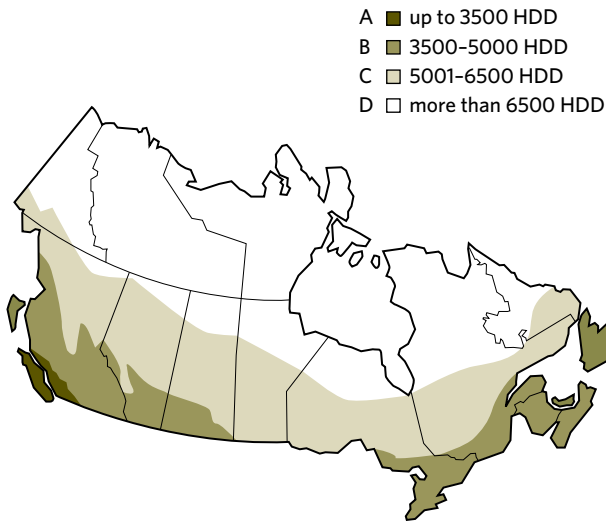 A up to 3500 HDD
B 3500–5000 HDD
C 5001–6500 HDD
D more than 6500 HDD